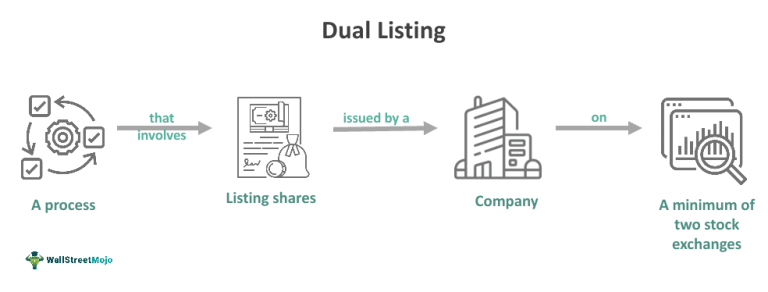 Dual Listing
that
involves
issued by a
on
A process
Listing shares
Company
A minimum of
two stock
exchanges
WallStreetMojo